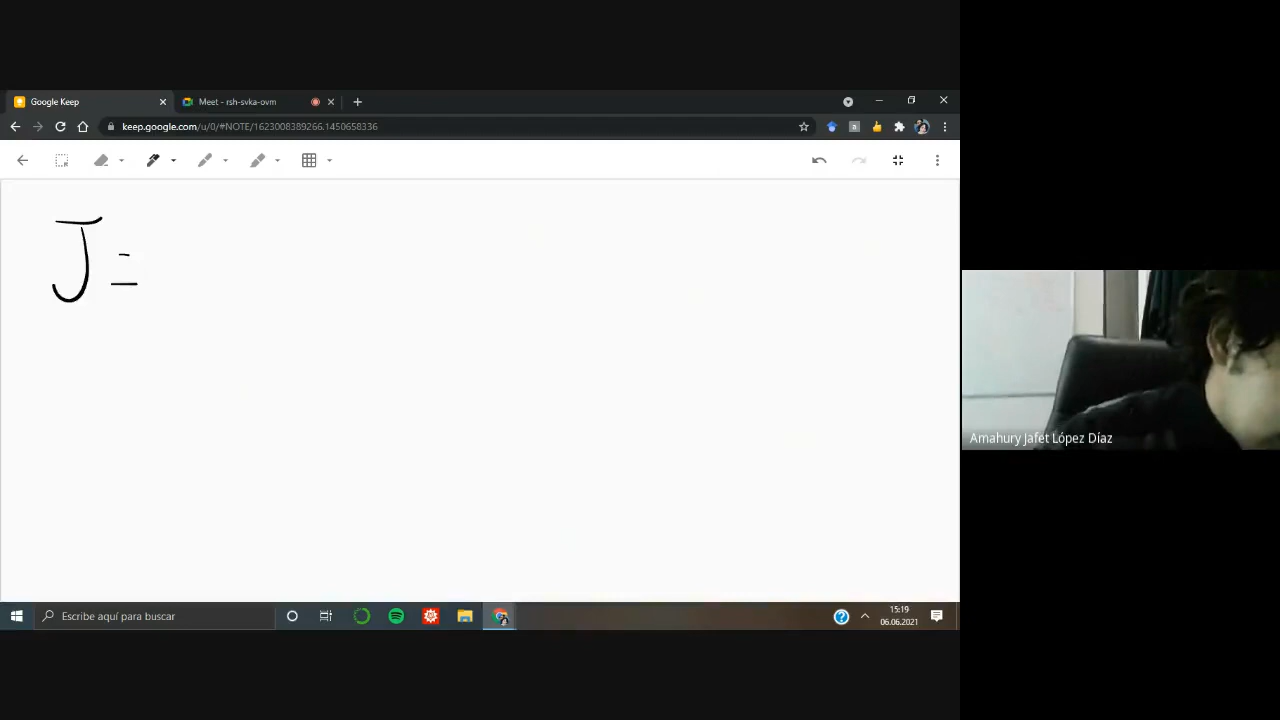 Google Keep
Meet - rsh-svka-ovm
keep.google.com/u/0/#NOTE/1623008389266.1450658336
J =
Amahury Jafet López Díaz
Escribe aquí para buscar
15:19
06.06.2021